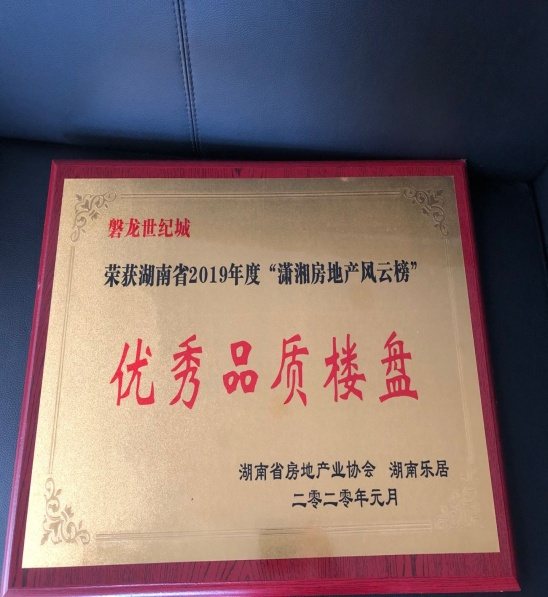 磐龙世纪城
荣获湖南省2019年度“潇湘房地产风云榜”
优秀品质楼盘
湖南省房地产业协会 湖南乐居
二零二零年元月